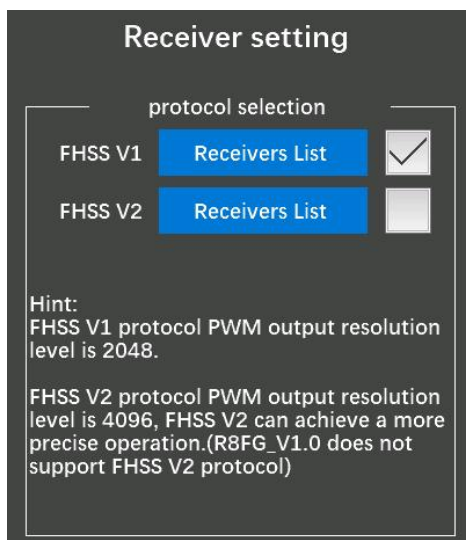 Receiver setting
protocol selection
FHSS V1 Receivers List
FHSS V2 Receivers List
Hint:
FHSS V1 protocol PWM output resolution
level is 2048.
FHSS V2 protocol PWM output resolution
level is 4096, FHSS V2 can achieve a more
precise operation.(R8FG_V1.0 does not
support FHSS V2 protocol)